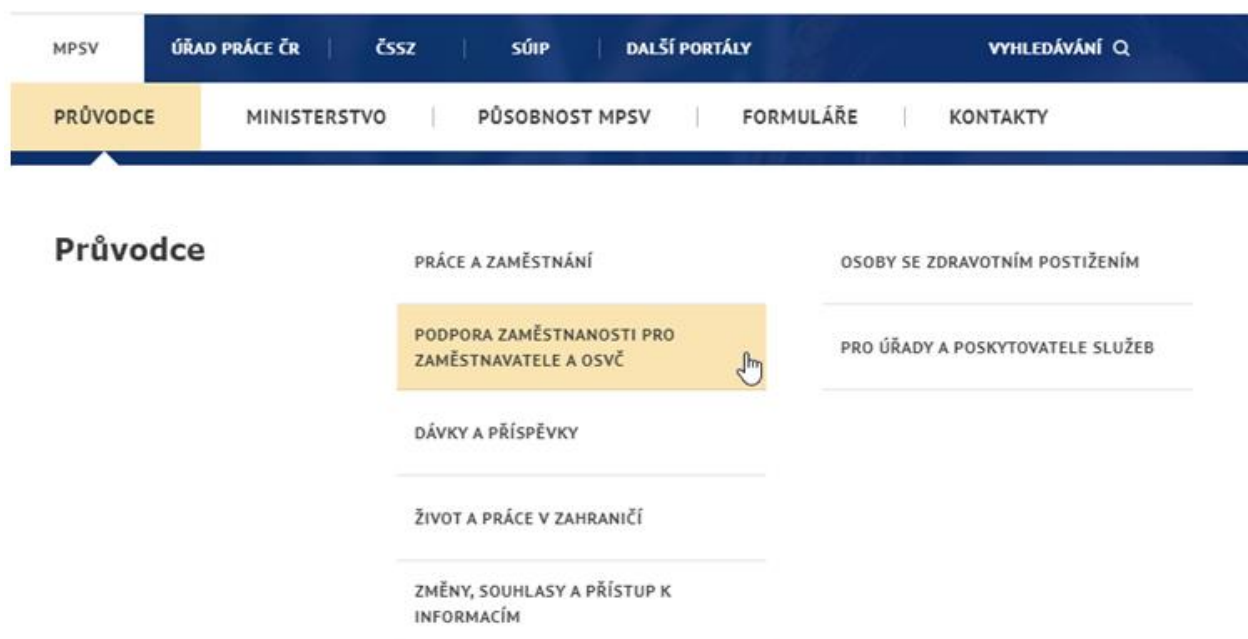 MPSV ÚŘAD PRÁCE ČR ČSSZ SÚIP DALŠÍ PORTÁLY VYHLEDÁVÁNÍ
PRŮVODCE MINISTERSTVO PŮSOBNOST MPSV FORMULÁŘE KONTAKTY
Průvodce
PRÁCE A ZAMĚSTNÁNÍ
PODPORA ZAMĚSTNANOSTI PRO
ZAMĚSTNAVATELE A OSVČ
DÁVKY A PŘÍSPĚVKY
ŽIVOT A PRÁCE V ZAHRANIČÍ
ZMĚNY, SOUHLASY A PŘÍSTUP K
INFORMACÍM
OSOBY SE ZDRAVOTNÍM POSTIŽENÍM
PRO ÚŘADY A POSKYTOVATELE SLUŽEB